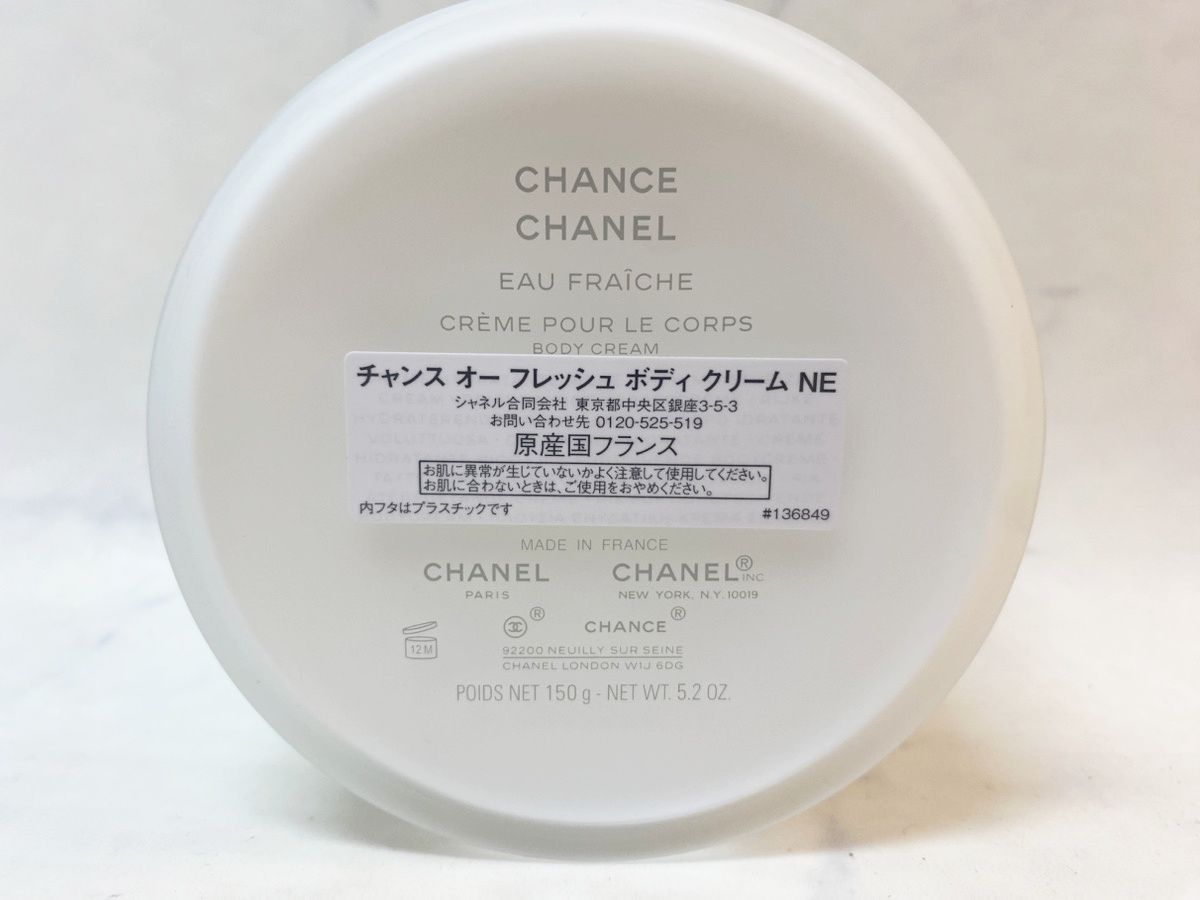 CHANCE
CHANEL
EAU FRAÎCHE
CRÈME POUR LE CORPS
BODY CREAM
チャンス オー フレッシュ ボディ クリーム NE
シャネル合同会社 東京都中央区銀座3-5-3
お問い合わせ先 0120-525-519
原産国フランス
お肌に異常が生じていないかよく注意して使用してください。
お肌に合わないときは、ご使用をおやめください。
内フタはプラスチックです #136849
MADE IN FRANCE
CHANEL CHANEL® INC
PARIS NEW YORK, N.Y. 10019
® CHANCE®
12 M
92200 NEUILLY SUR SEINE
CHANEL LONDON W1J 6DG
POIDS NET 150 g - NET WT. 5.2 OZ.